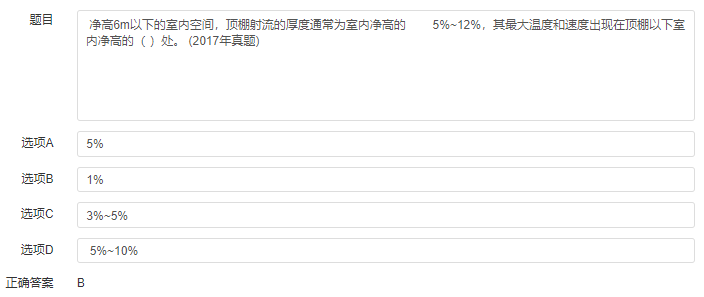 题目
净高6m以下的室内空间，顶棚射流的厚度通常为室内净高的 5%~12%，其最大温度和速度出现在顶棚以下室
内净高的（ ）处。 (2017年真题)
选项A 5%
选项B 1%
选项C 3%~5%
选项D 5%~10%
正确答案 B